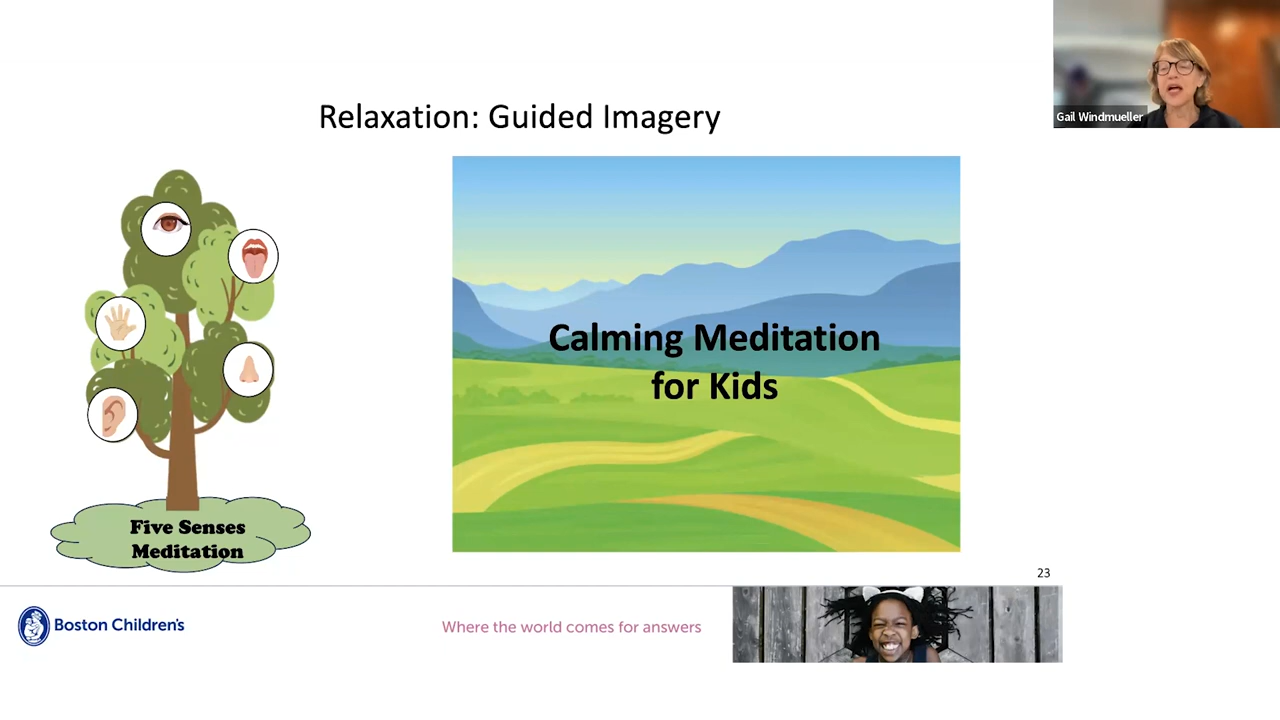 Gail Windmueller
Relaxation: Guided Imagery
Calming Meditation
for Kids
Five Senses
Meditation
23
Boston Children's
Where the world comes for answers